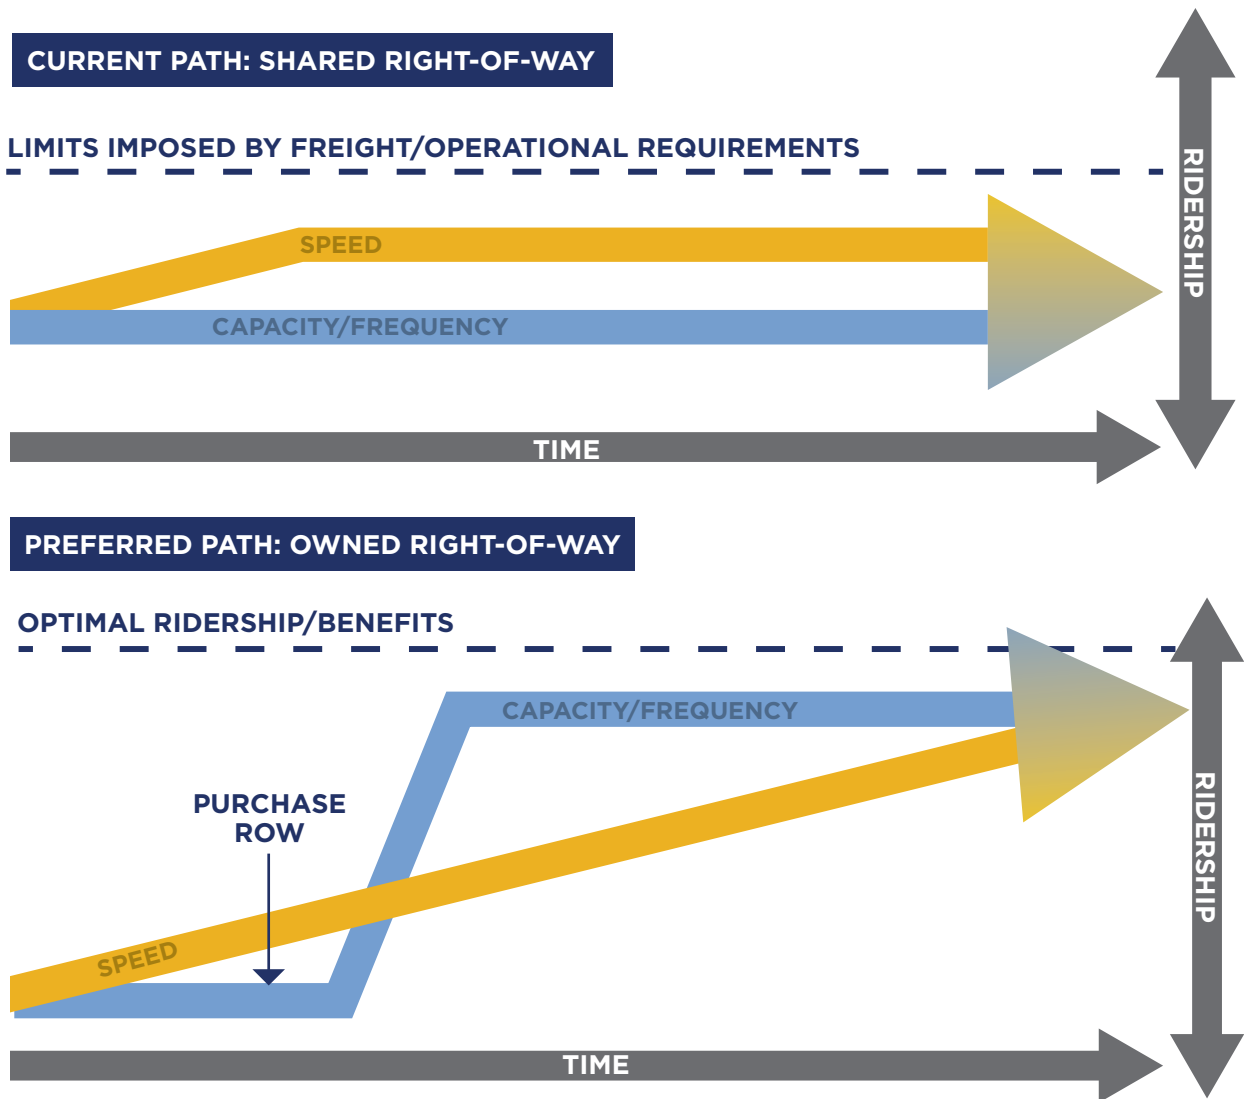 CURRENT PATH: SHARED RIGHT-OF-WAY
LIMITS IMPOSED BY FREIGHT/OPERATIONAL REQUIREMENTS
SPEED
CAPACITY/FREQUENCY
RIDERSHIP
TIME
PREFERRED PATH: OWNED RIGHT-OF-WAY
OPTIMAL RIDERSHIP/BENEFITS
CAPACITY/FREQUENCY
PURCHASE
ROW
SPEED
RIDERSHIP
TIME